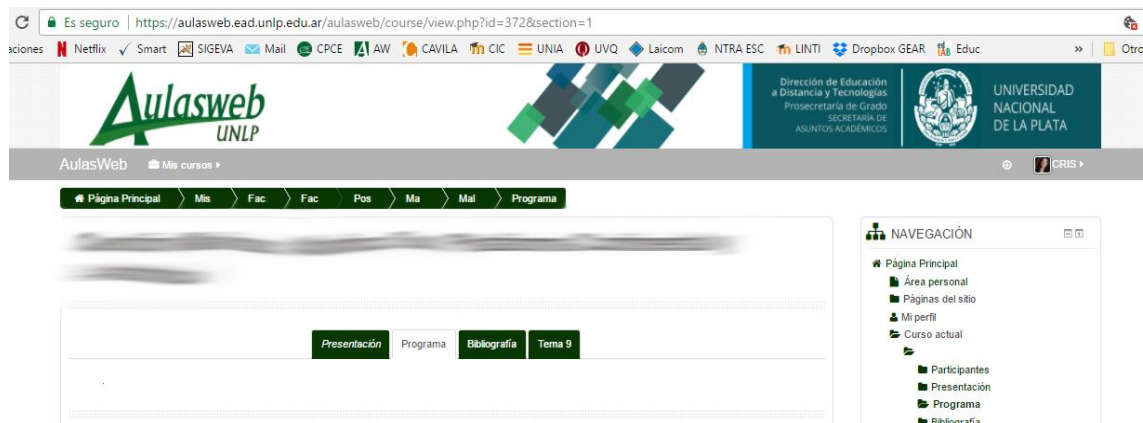 Es seguro | https://aulasweb.ead.unlp.edu.ar/aulasweb/course/view.php?id=372&section=1
aciones Netflix Smart SIGEVA Mail CPCE AW CAVILA CIC UNIA UVQ Laicom NTRA ESC LINTI Dropbox GEAR Educ » Otro
Aulasweb
UNLP
Dirección de Educación
a Distancia y Tecnologías
Prosecretaría de Grado
SECRETARÍA DE
ASUNTOS ACADÉMICOS
UNIVERSIDAD
NACIONAL
DE LA PLATA
AulasWeb Mis cursos CRIS
Página Principal Mis Fac Fac Pos Ma Mal Programa
NAVEGACIÓN
Página Principal
Área personal
Páginas del sitio
Mi perfil
Curso actual
Participantes
Presentación
Programa
Bibliografía
Presentación Programa Bibliografía Tema 9